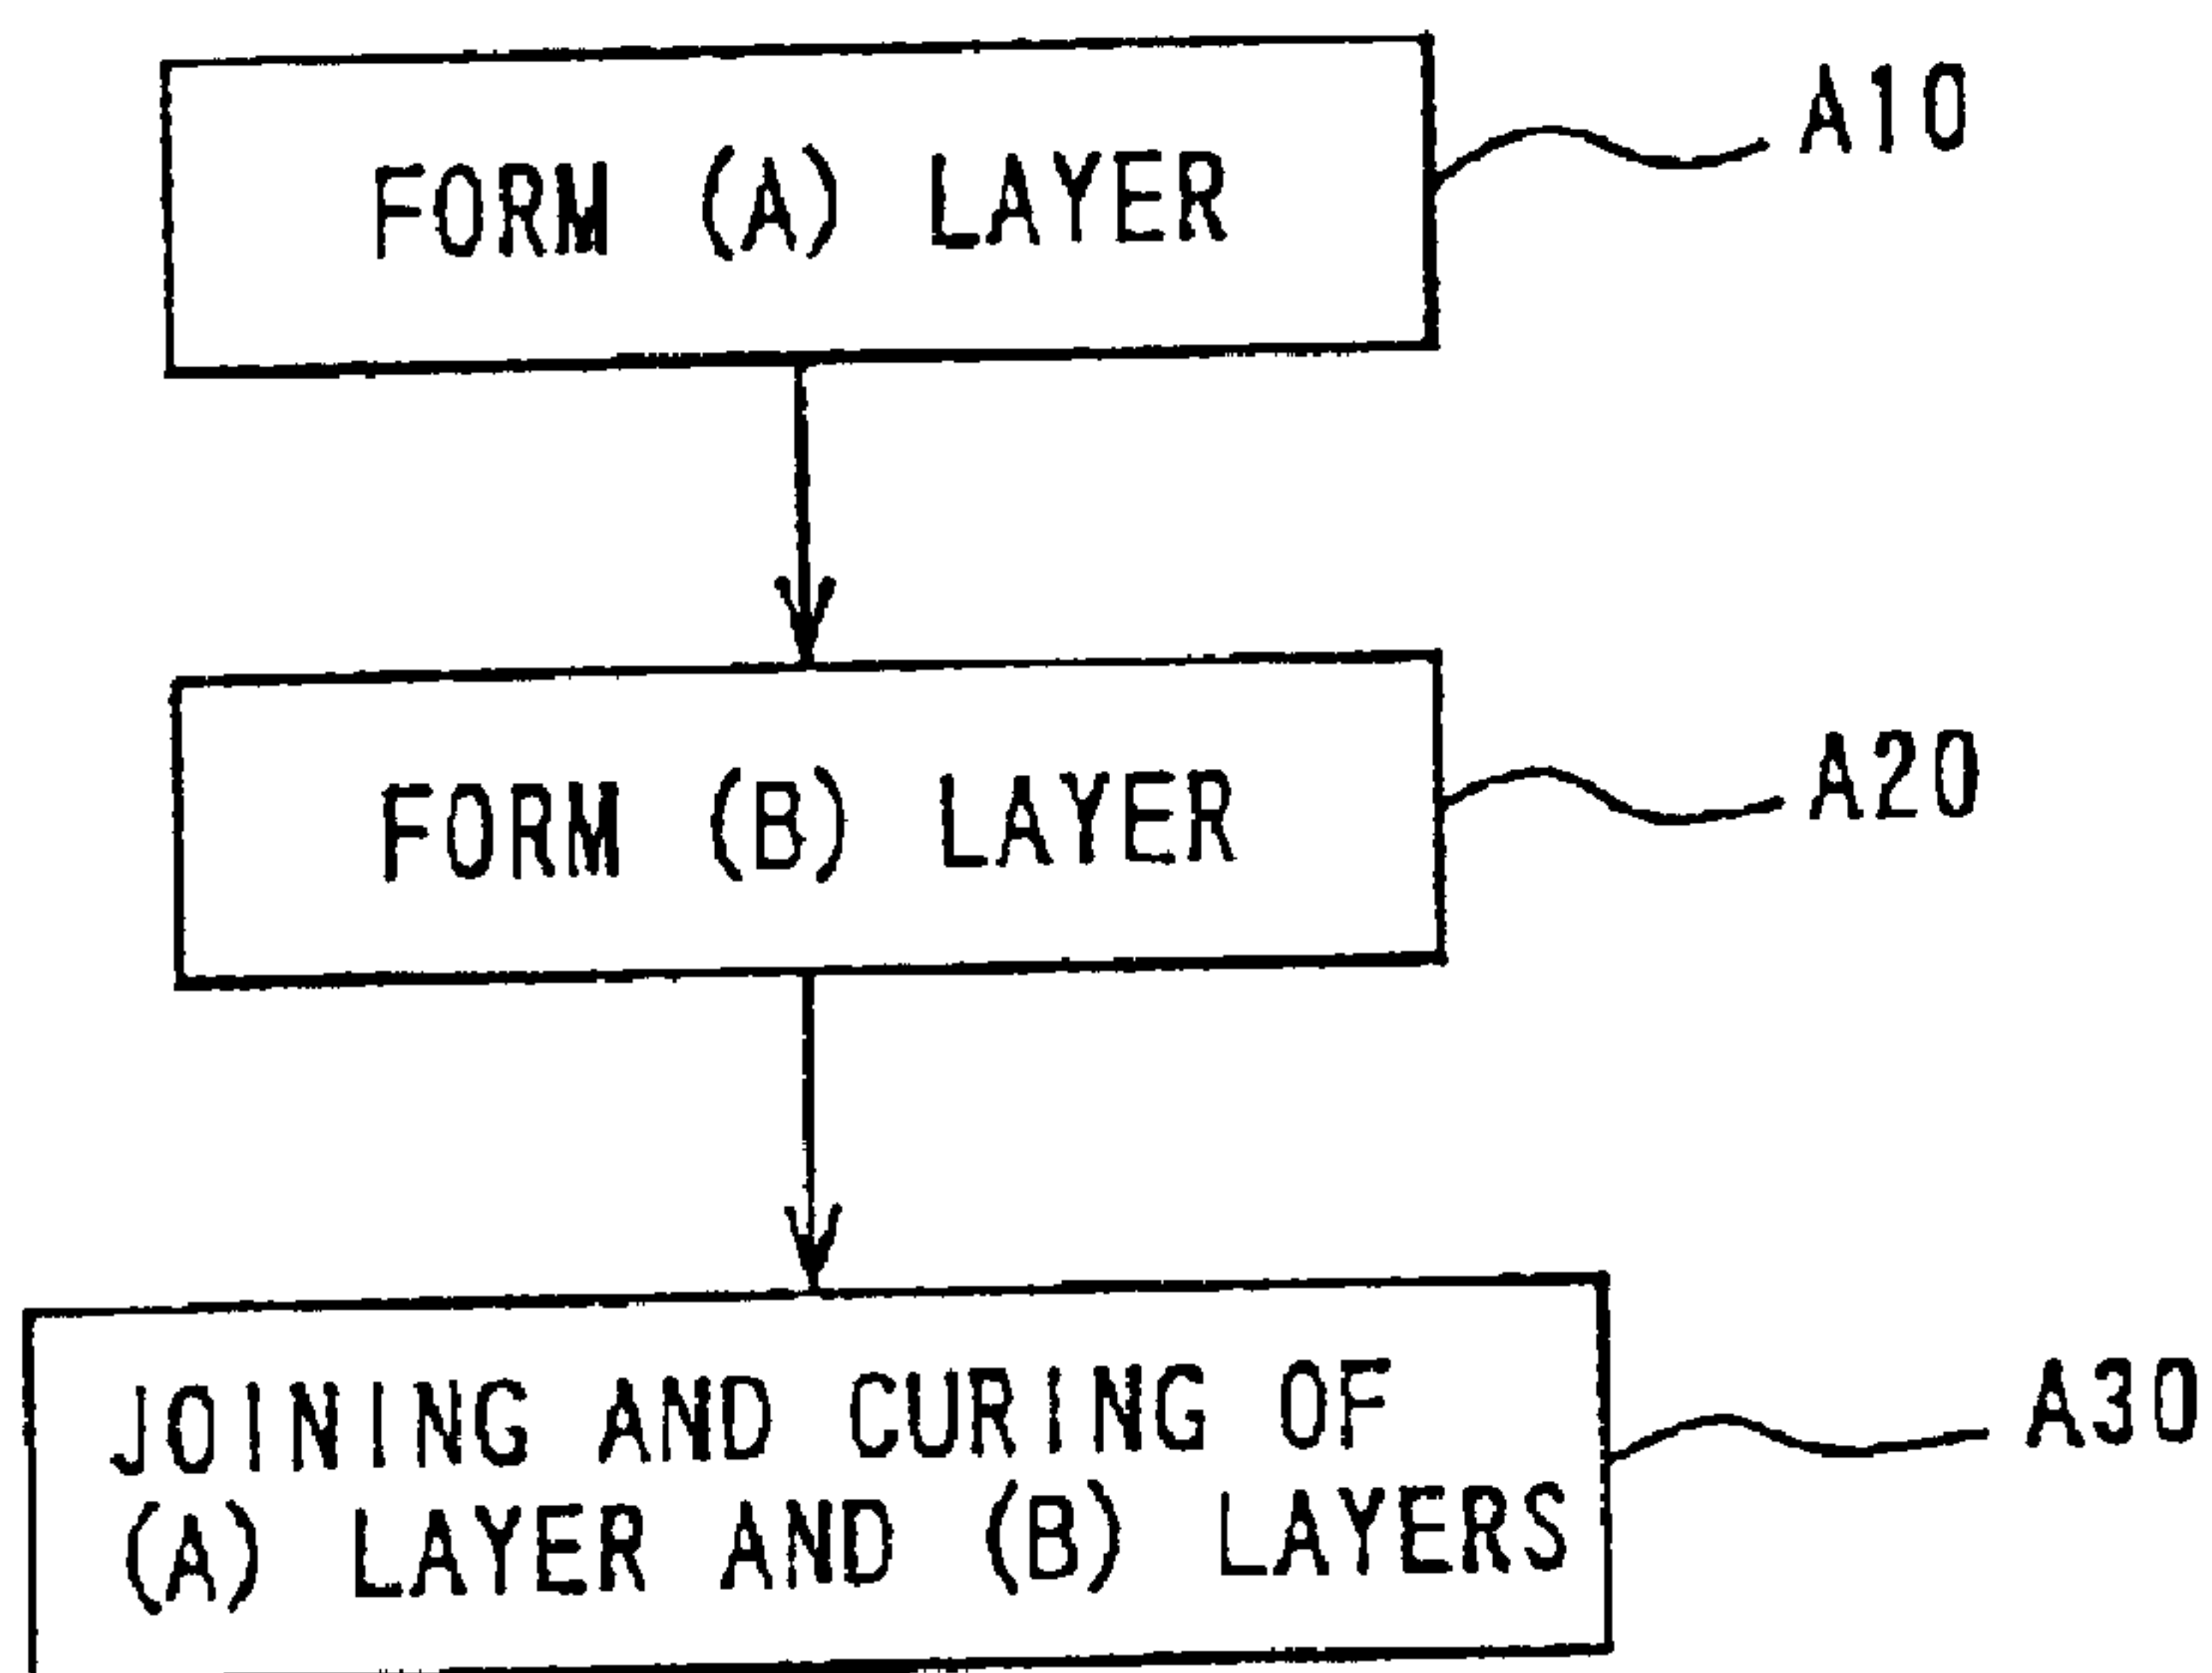 FORM (A) LAYER
A10
FORM (B) LAYER
A20
JOINING AND CURING OF
(A) LAYER AND (B) LAYERS
A30